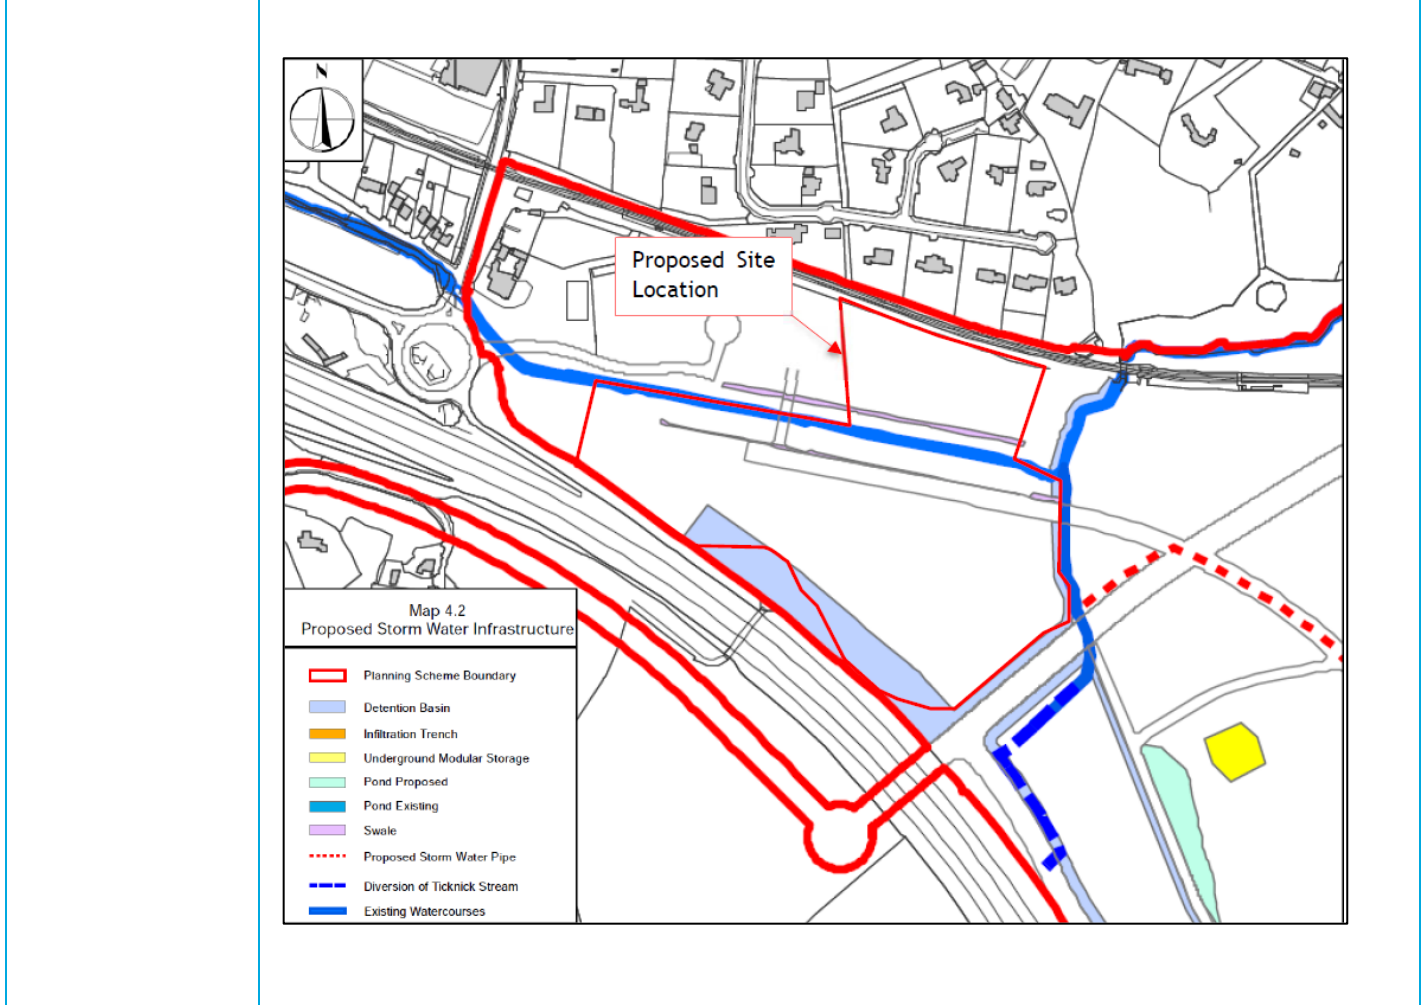 N
Proposed Site
Location
Map 4.2
Proposed Storm Water Infrastructure
Planning Scheme Boundary
Detention Basin
Infiltration Trench
Underground Modular Storage
Pond Proposed
Pond Existing
Swale
Proposed Storm Water Pipe
Diversion of Ticknick Stream
Existing Watercourses